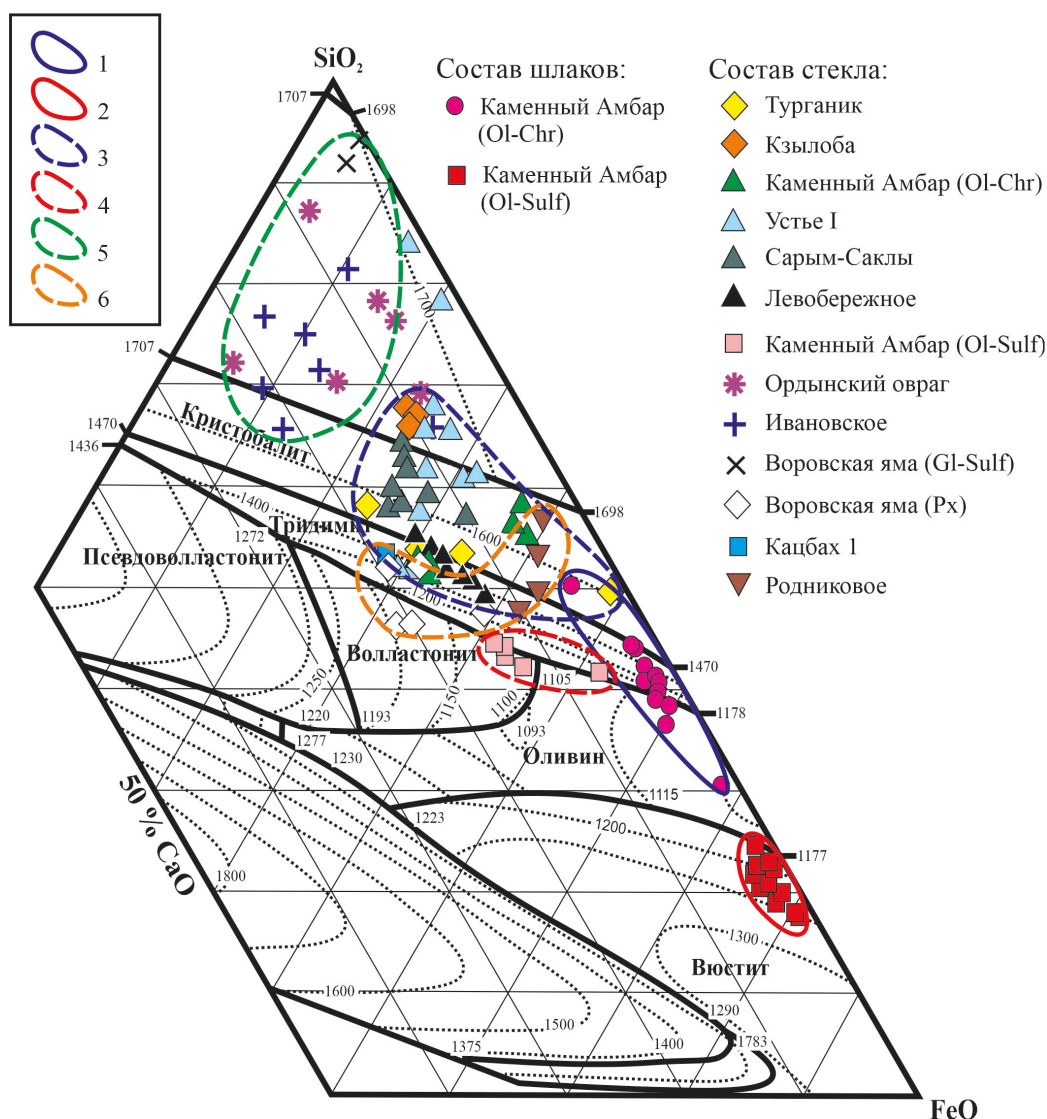 1
2
3
4
5
6
SiO₂
1707
1698
Состав шлаков:
Каменный Амбар
(Ol-Chr)
Каменный Амбар
(Ol-Sulf)
Состав стекла:
Турганик
Кзылоба
Каменный Амбар (Ol-Chr)
Устье I
Сарым-Саклы
Левобережное
Каменный Амбар (Ol-Sulf)
Ордынский овраг
Ивановское
Воровская яма (Gl-Sulf)
Воровская яма (Px)
Кацбах 1
Родниковое
1700
1707
1470
1436
Кристобалит
1400
1272
Тридимит
1600
1698
Псевдоволластонит
1200
Волластонит
1470
1178
1250
1150
1100
1105
1220
1193
1093
1277
1230
Оливин
1115
1223
1200
1177
50 % CaO
1800
1300
Вюстит
1600
1500
1290
1783
1375
1400
FeO